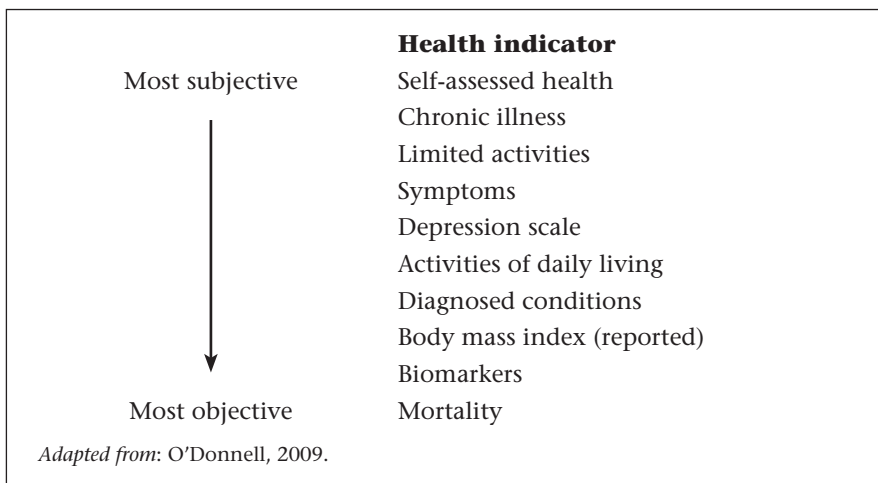 Health indicator
Most subjective Self-assessed health
Chronic illness
Limited activities
Symptoms
Depression scale
Activities of daily living
Diagnosed conditions
Body mass index (reported)
Biomarkers
Most objective Mortality
Adapted from: O’Donnell, 2009.